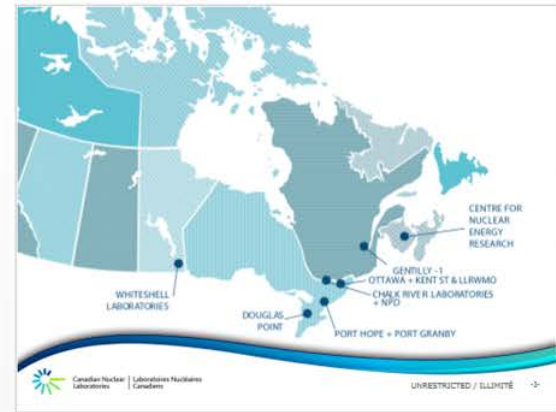 CENTRE FOR
NUCLEAR
ENERGY
RESEARCH
GENTILLY -1
OTTAWA + KENT ST & LLRWMO
CHALK RIVER LABORATORIES
+ NPD
WHITESHELL
LABORATORIES
DOUGLAS
POINT
PORT HOPE + PORT GRANBY
Canadian Nuclear | Laboratoires Nucléaires
Laboratories | Canadiens
UNRESTRICTED / ILLIMITÉ -3-